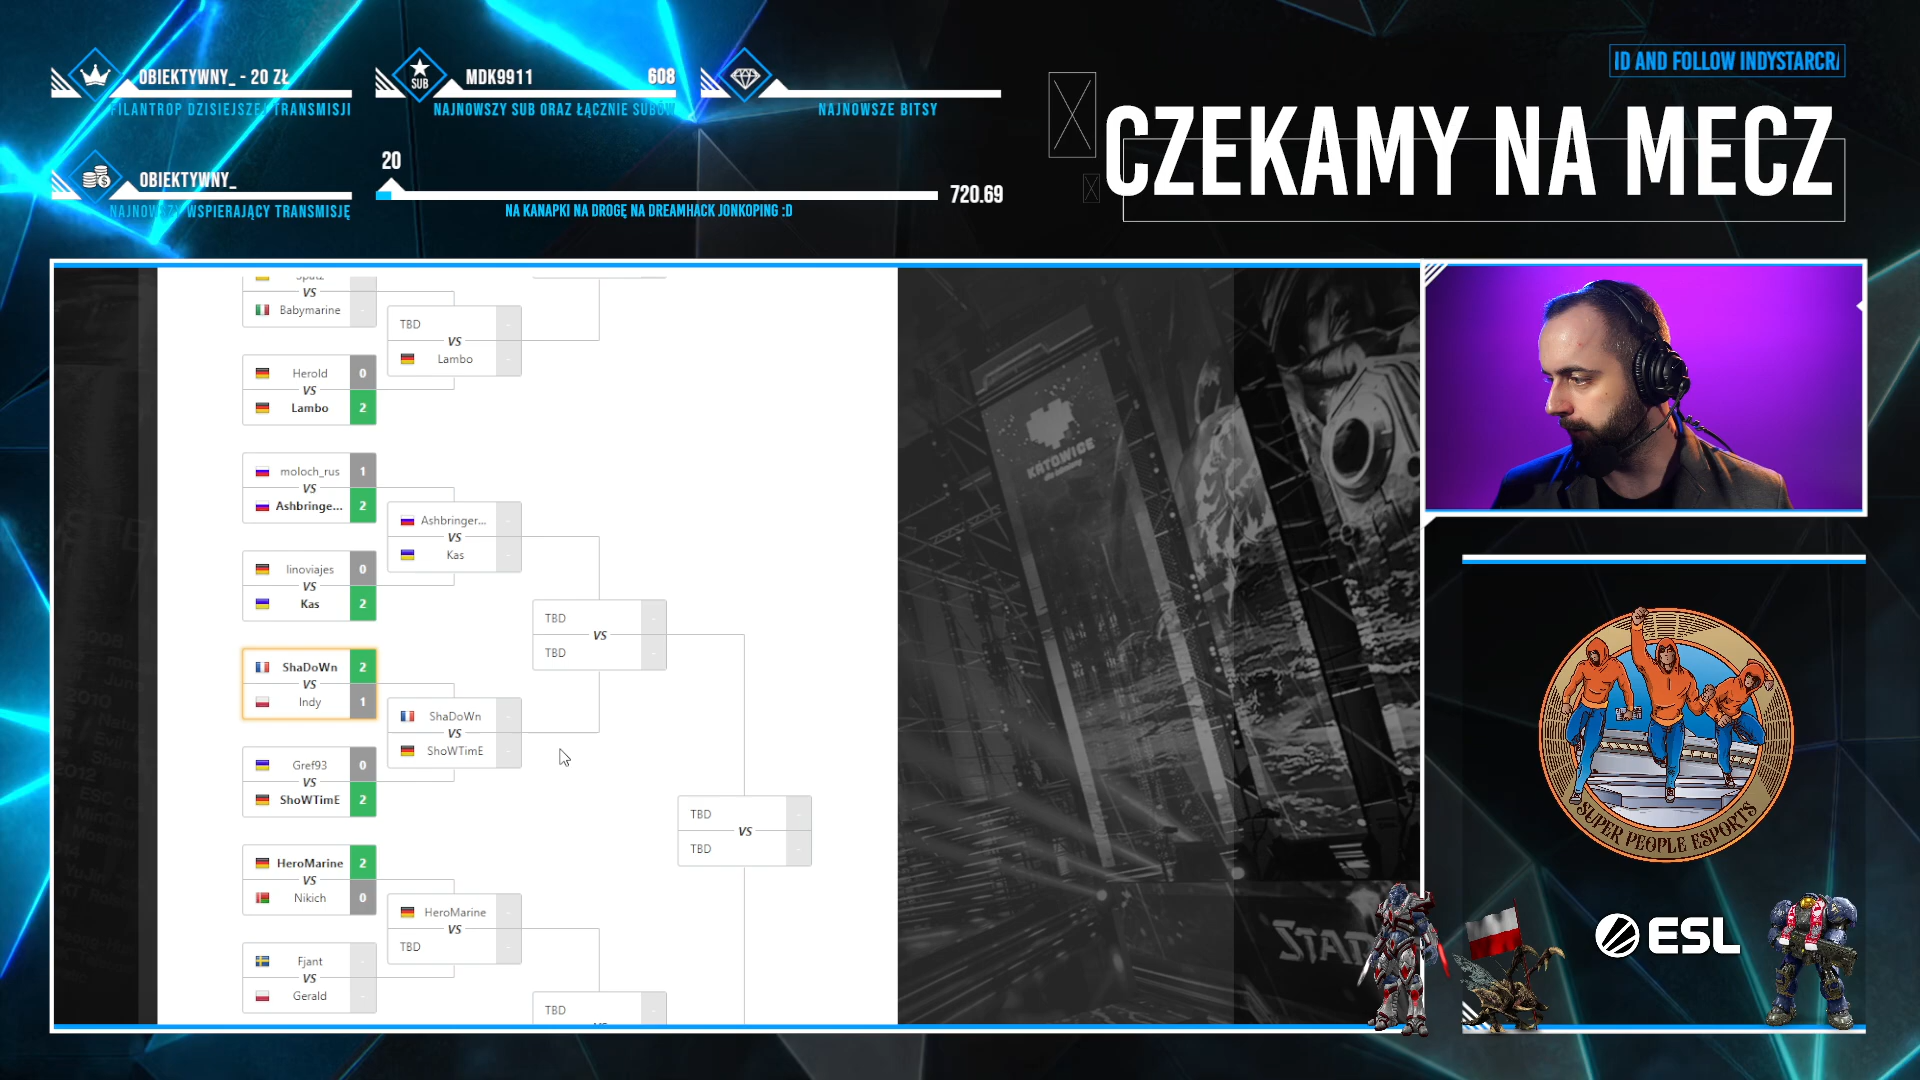 OBIEKTYWNY_ - 20 ZŁ
FILANTROP DZISIEJSZEJ TRANSMISJI
SUB
MDK9911
608
NAJNOWSZY SUB ORAZ ŁĄCZNIE SUBÓW
NAJNOWSZE BITSY
OBIEKTYWNY_
NAJNOWSZY WSPIERAJĄCY TRANSMISJĘ
20
720.69
NA KANAPKI NA DROGĘ NA DREAMHACK JONKOPING :D
ID AND FOLLOW INDYSTARCRA
CZEKAMY NA MECZ
Spatz
VS
Babymarine
TBD
VS
Lambo
Herold 0
VS
Lambo 2
moloch_rus 1
VS
Ashbringe... 2
Ashbringer...
VS
Kas
linoviajes 0
VS
Kas 2
TBD
VS
TBD
ShaDoWn 2
VS
Indy 1
ShaDoWn
VS
ShoWTimE
Gref93 0
VS
ShoWTimE 2
TBD
VS
TBD
HeroMarine 2
VS
Nikich 0
HeroMarine
VS
TBD
Fjant
VS
Gerald
TBD
KATOWICE
SUPER PEOPLE ESPORTS
ESL